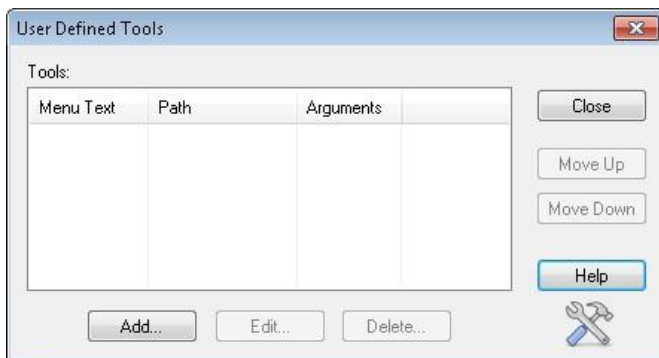 User Defined Tools
Tools:
Menu Text Path Arguments
Close
Move Up
Move Down
Help
Add... Edit... Delete...